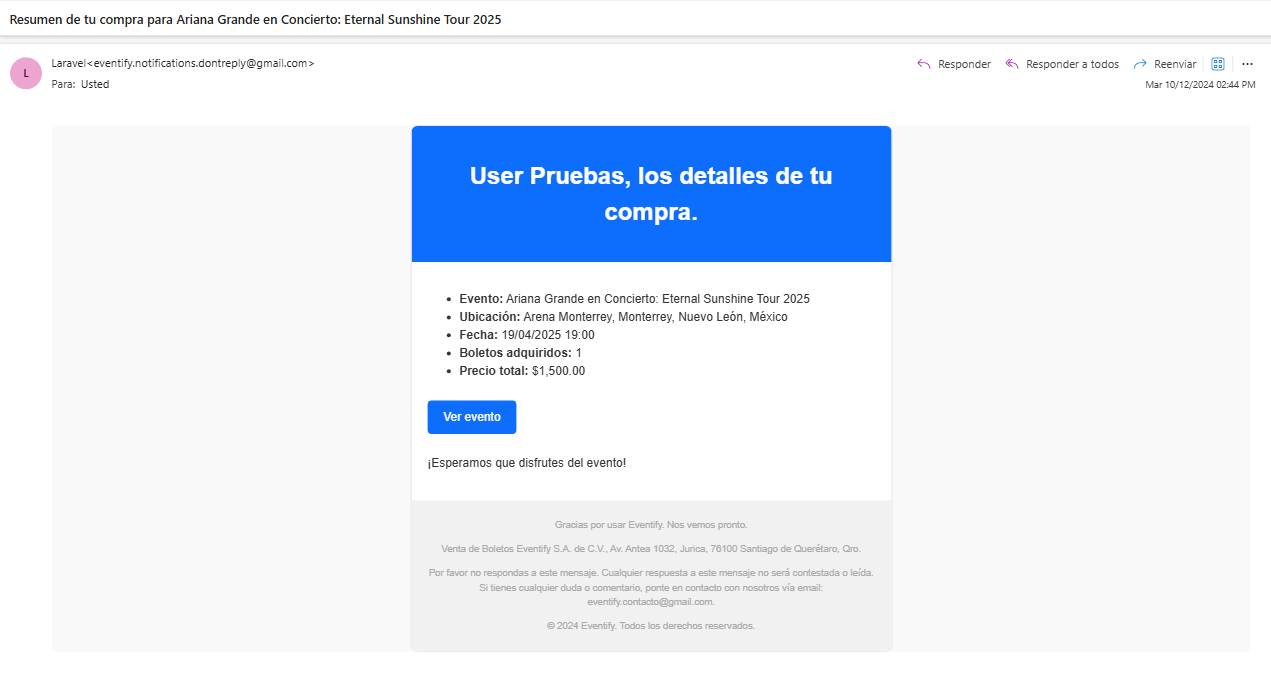 Resumen de tu compra para Ariana Grande en Concierto: Eternal Sunshine Tour 2025
L
Laravel<eventify.notifications.dontreply@gmail.com>
Para: Usted
Responder
Responder a todos
Reenviar
Mar 10/12/2024 02:44 PM
User Pruebas, los detalles de tu
compra.
• Evento: Ariana Grande en Concierto: Eternal Sunshine Tour 2025
• Ubicación: Arena Monterrey, Monterrey, Nuevo León, México
• Fecha: 19/04/2025 19:00
• Boletos adquiridos: 1
• Precio total: $1,500.00
Ver evento
¡Esperamos que disfrutes del evento!
Gracias por usar Eventify. Nos vemos pronto.
Venta de Boletos Eventify S.A. de C.V., Av. Antea 1032, Jurica, 76100 Santiago de Querétaro, Qro.
Por favor no respondas a este mensaje. Cualquier respuesta a este mensaje no será contestada o leída.
Si tienes cualquier duda o comentario, ponte en contacto con nosotros vía email:
eventify.contacto@gmail.com.
© 2024 Eventify. Todos los derechos reservados.